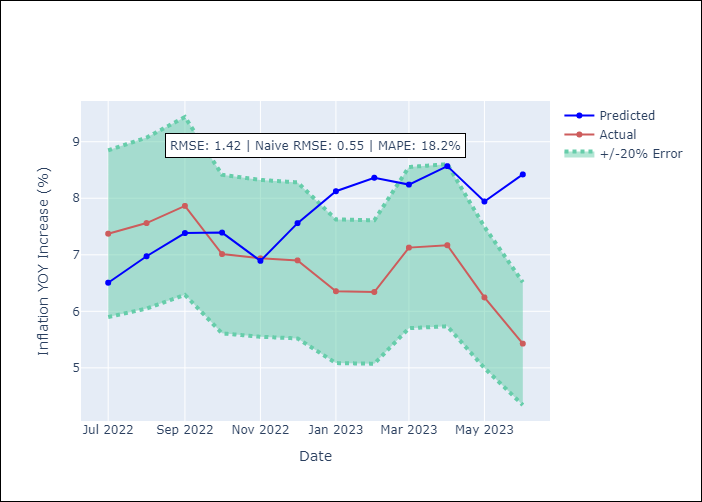 RMSE: 1.42 | Naive RMSE: 0.55 | MAPE: 18.2%
Predicted
Actual
+/-20% Error
Inflation YOY Increase (%)
9
8
7
6
5
Jul 2022
Sep 2022
Nov 2022
Jan 2023
Mar 2023
May 2023
Date